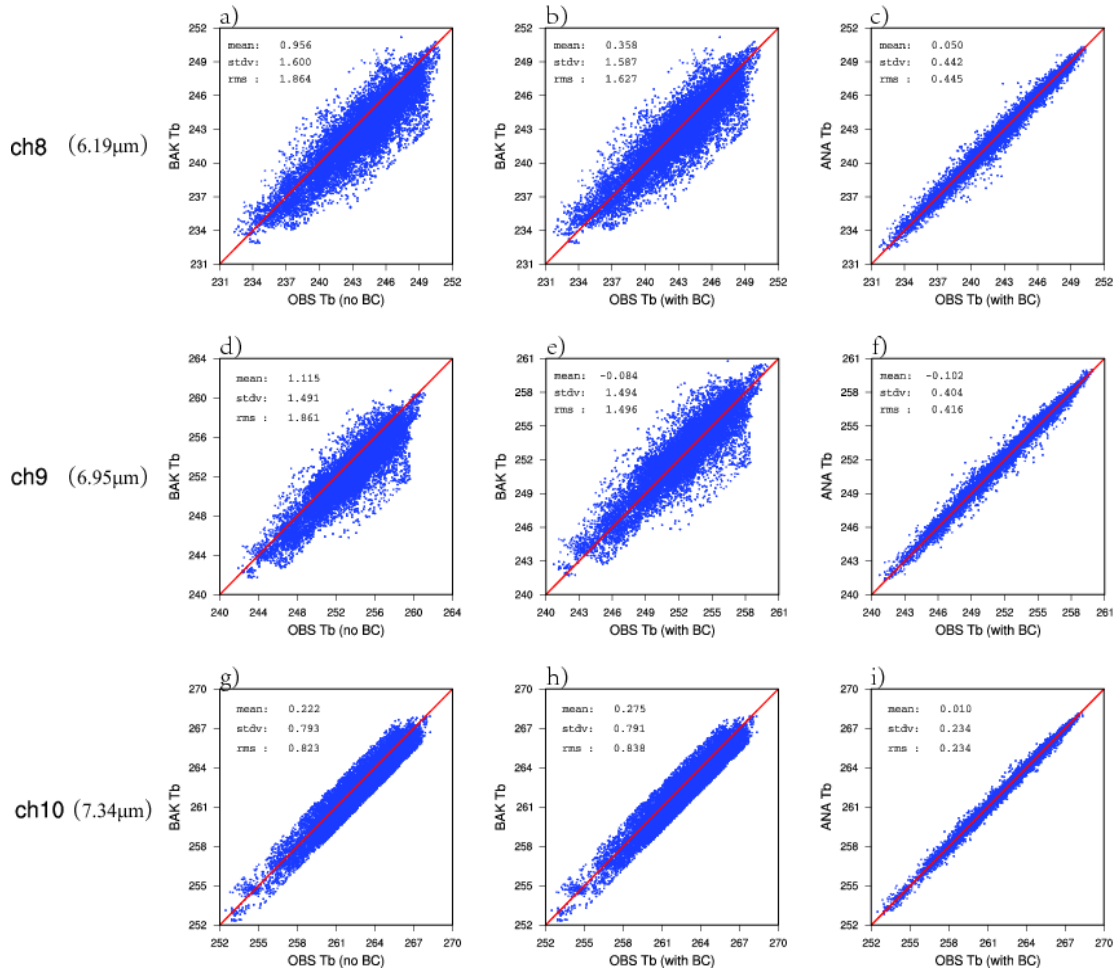 a)
252
249
246
243
240
237
234
231
BAK Tb
mean: 0.956
stdv: 1.600
rms : 1.864
231 234 237 240 243 246 249 252
OBS Tb (no BC)
b)
252
249
246
243
240
237
234
231
BAK Tb
mean: 0.358
stdv: 1.587
rms : 1.627
231 234 237 240 243 246 249 252
OBS Tb (with BC)
c)
252
249
246
243
240
237
234
231
ANA Tb
mean: 0.050
stdv: 0.442
rms : 0.445
231 234 237 240 243 246 249 252
OBS Tb (with BC)
ch8 (6.19μm)
d)
264
260
256
252
248
244
240
BAK Tb
mean: 1.115
stdv: 1.491
rms : 1.861
240 244 248 252 256 260 264
OBS Tb (no BC)
e)
261
258
255
252
249
246
243
240
BAK Tb
mean: -0.084
stdv: 1.494
rms : 1.496
240 243 246 249 252 255 258 261
OBS Tb (with BC)
f)
261
258
255
252
249
246
243
240
ANA Tb
mean: -0.102
stdv: 0.404
rms : 0.416
240 243 246 249 252 255 258 261
OBS Tb (with BC)
ch9 (6.95μm)
g)
270
267
264
261
258
255
252
BAK Tb
mean: 0.222
stdv: 0.793
rms : 0.823
252 255 258 261 264 267 270
OBS Tb (no BC)
h)
270
267
264
261
258
255
252
BAK Tb
mean: 0.275
stdv: 0.791
rms : 0.838
252 255 258 261 264 267 270
OBS Tb (with BC)
i)
270
267
264
261
258
255
252
ANA Tb
mean: 0.010
stdv: 0.234
rms : 0.234
252 255 258 261 264 267 270
OBS Tb (with BC)
ch10 (7.34μm)